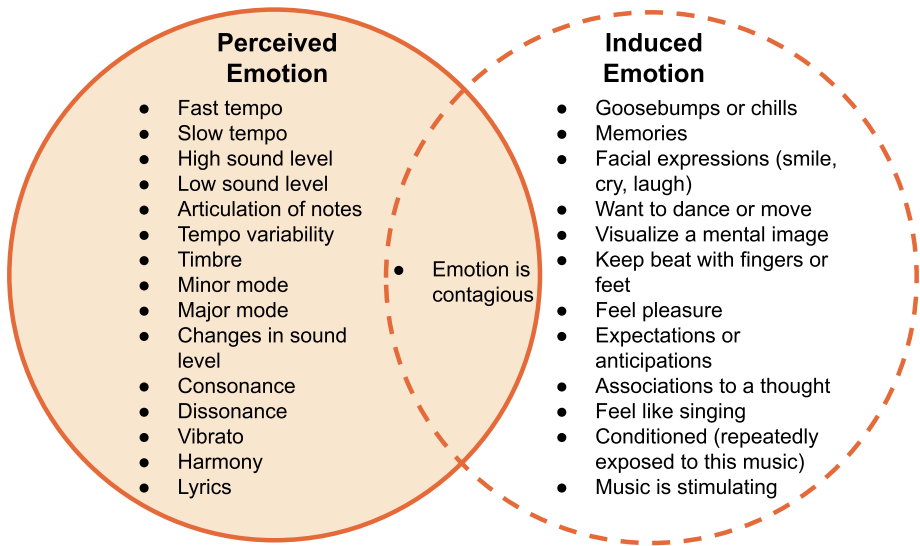 Perceived
Emotion
● Fast tempo
● Slow tempo
● High sound level
● Low sound level
● Articulation of notes
● Tempo variability
● Timbre
● Minor mode
● Major mode
● Changes in sound
level
● Consonance
● Dissonance
● Vibrato
● Harmony
● Lyrics
● Emotion is
contagious
Induced
Emotion
● Goosebumps or chills
● Memories
● Facial expressions (smile,
cry, laugh)
● Want to dance or move
● Visualize a mental image
● Keep beat with fingers or
feet
● Feel pleasure
● Expectations or
anticipations
● Associations to a thought
● Feel like singing
● Conditioned (repeatedly
exposed to this music)
● Music is stimulating